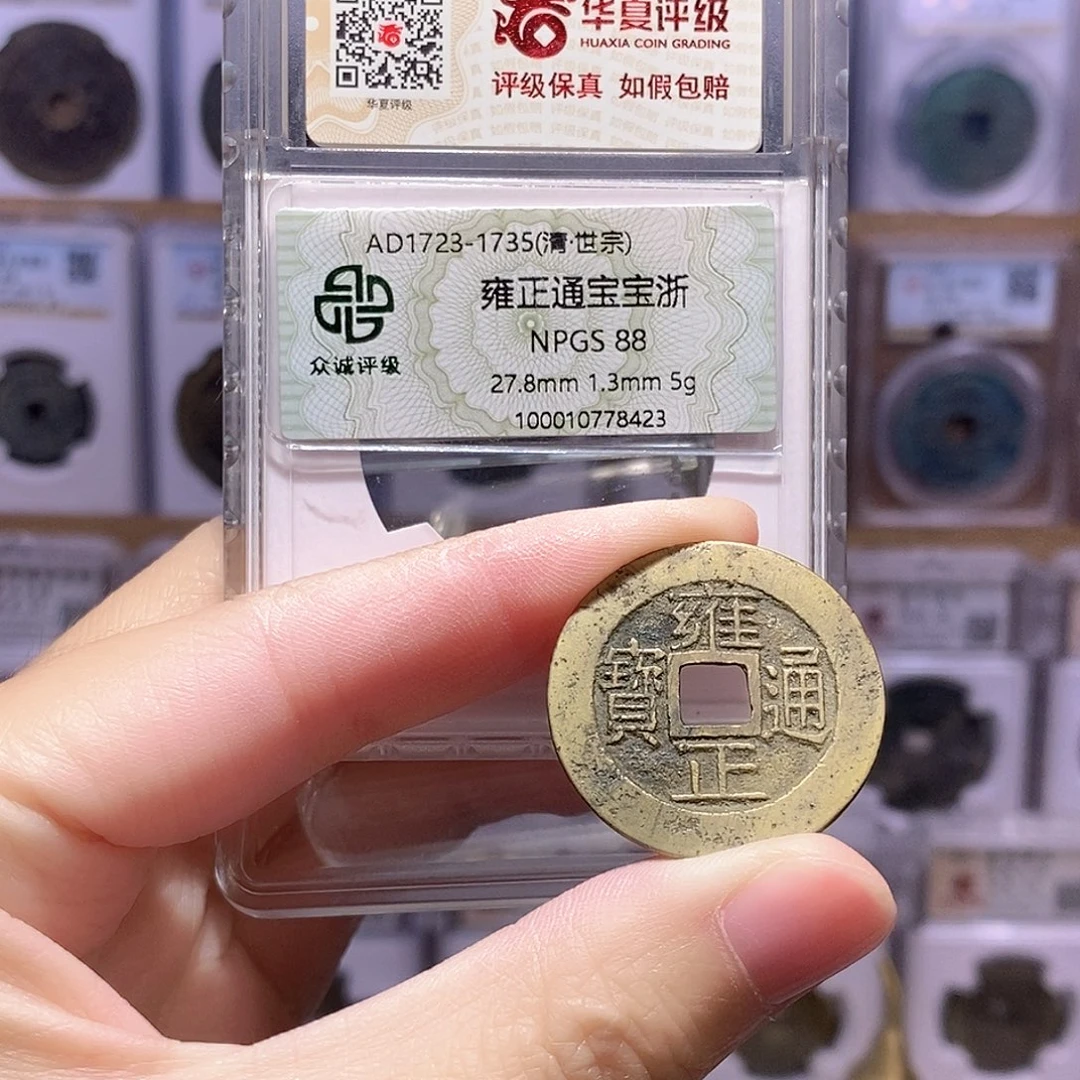 华夏评级
HUAXIA COIN GRADING
评级保真 如假包赔
华夏评级
AD1723-1735(清·世宗)
雍正通宝宝浙
众诚评级
NPGS 88
27.8mm 1.3mm 5g
100010778423
雍正通寶